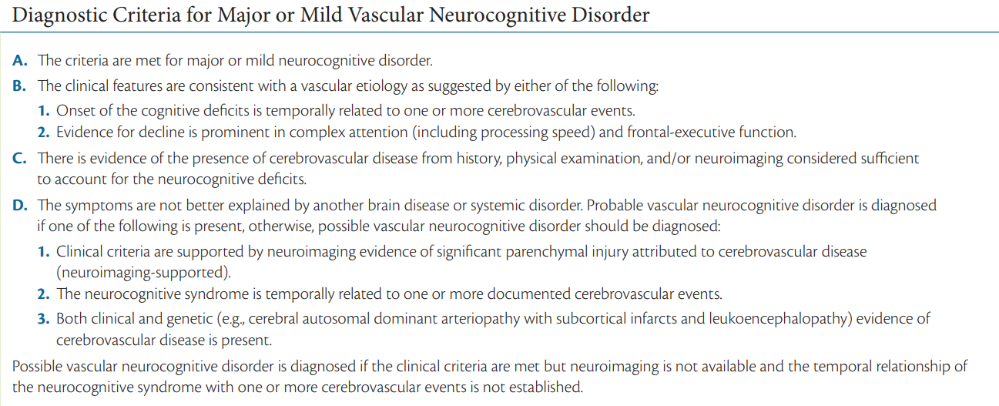 Diagnostic Criteria for Major or Mild Vascular Neurocognitive Disorder
A. The criteria are met for major or mild neurocognitive disorder.
B. The clinical features are consistent with a vascular etiology as suggested by either of the following:
1. Onset of the cognitive deficits is temporally related to one or more cerebrovascular events.
2. Evidence for decline is prominent in complex attention (including processing speed) and frontal-executive function.
C. There is evidence of the presence of cerebrovascular disease from history, physical examination, and/or neuroimaging considered sufficient
to account for the neurocognitive deficits.
D. The symptoms are not better explained by another brain disease or systemic disorder. Probable vascular neurocognitive disorder is diagnosed
if one of the following is present, otherwise, possible vascular neurocognitive disorder should be diagnosed:
1. Clinical criteria are supported by neuroimaging evidence of significant parenchymal injury attributed to cerebrovascular disease
(neuroimaging-supported).
2. The neurocognitive syndrome is temporally related to one or more documented cerebrovascular events.
3. Both clinical and genetic (e.g., cerebral autosomal dominant arteriopathy with subcortical infarcts and leukoencephalopathy) evidence of
cerebrovascular disease is present.
Possible vascular neurocognitive disorder is diagnosed if the clinical criteria are met but neuroimaging is not available and the temporal relationship of
the neurocognitive syndrome with one or more cerebrovascular events is not established.